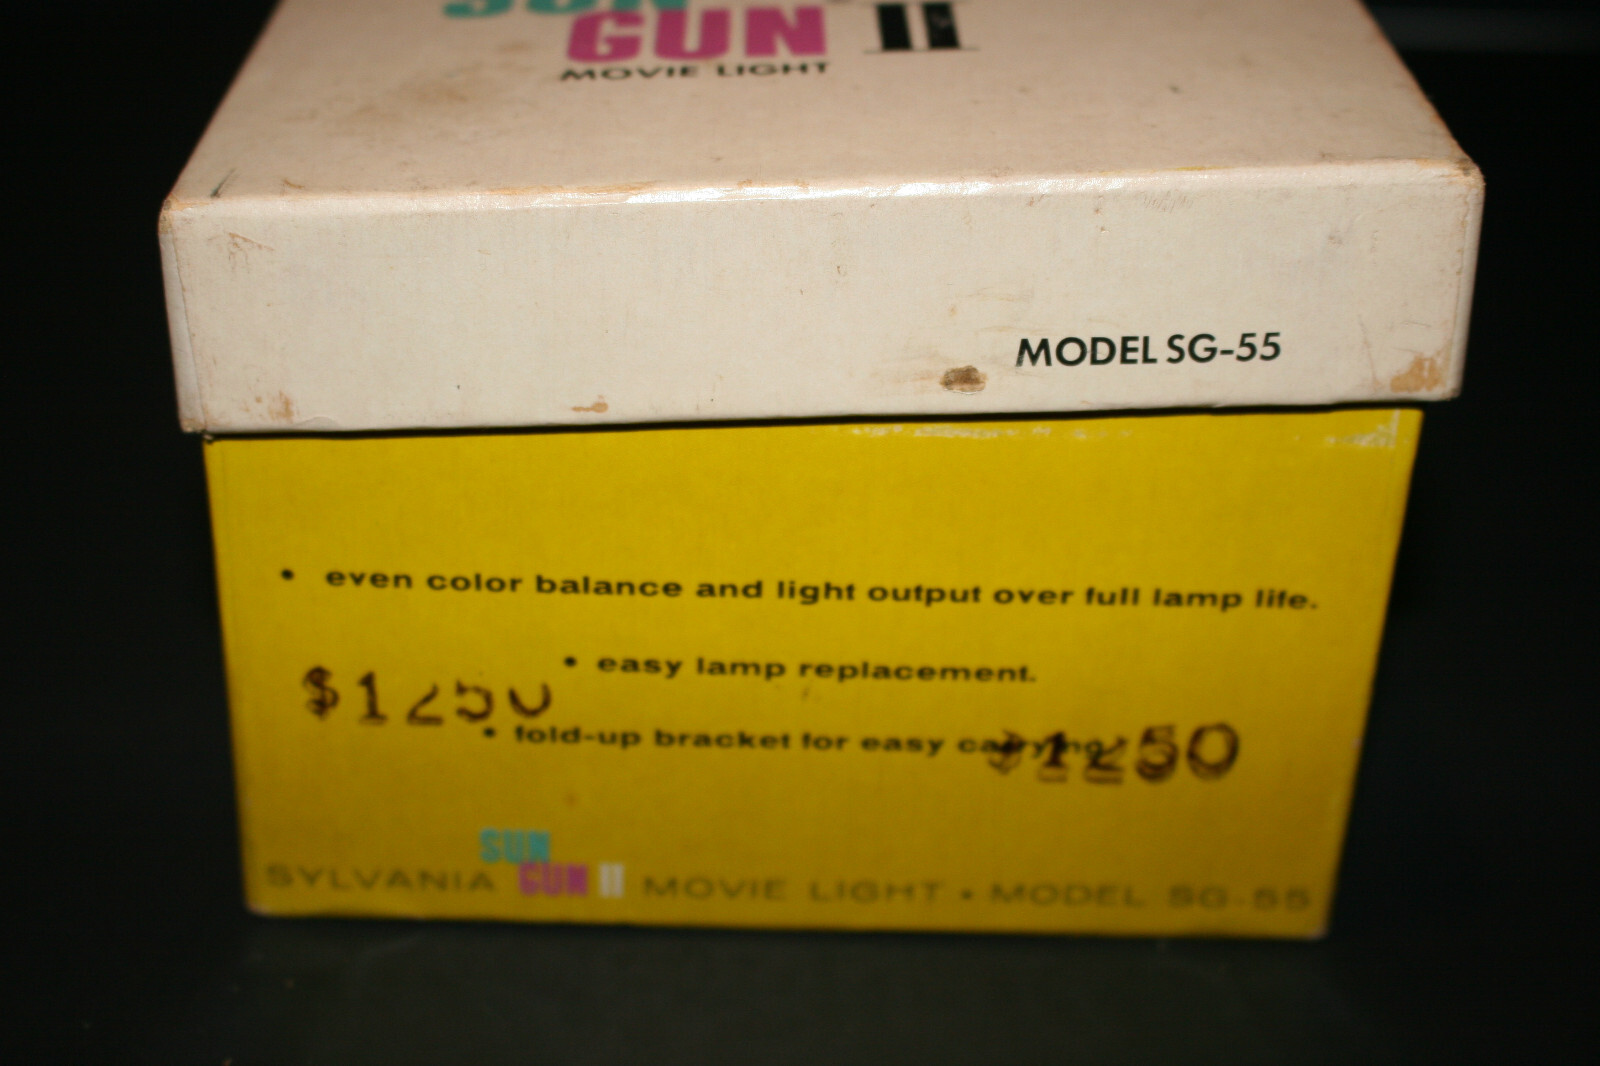 SUN
GUN II
MOVIE LIGHT
MODEL SG-55
• even color balance and light output over full lamp life.
• easy lamp replacement.
$1250
• fold-up bracket for easy carrying.
$1250
SYLVANIA SUN GUN II MOVIE LIGHT • MODEL SG-55